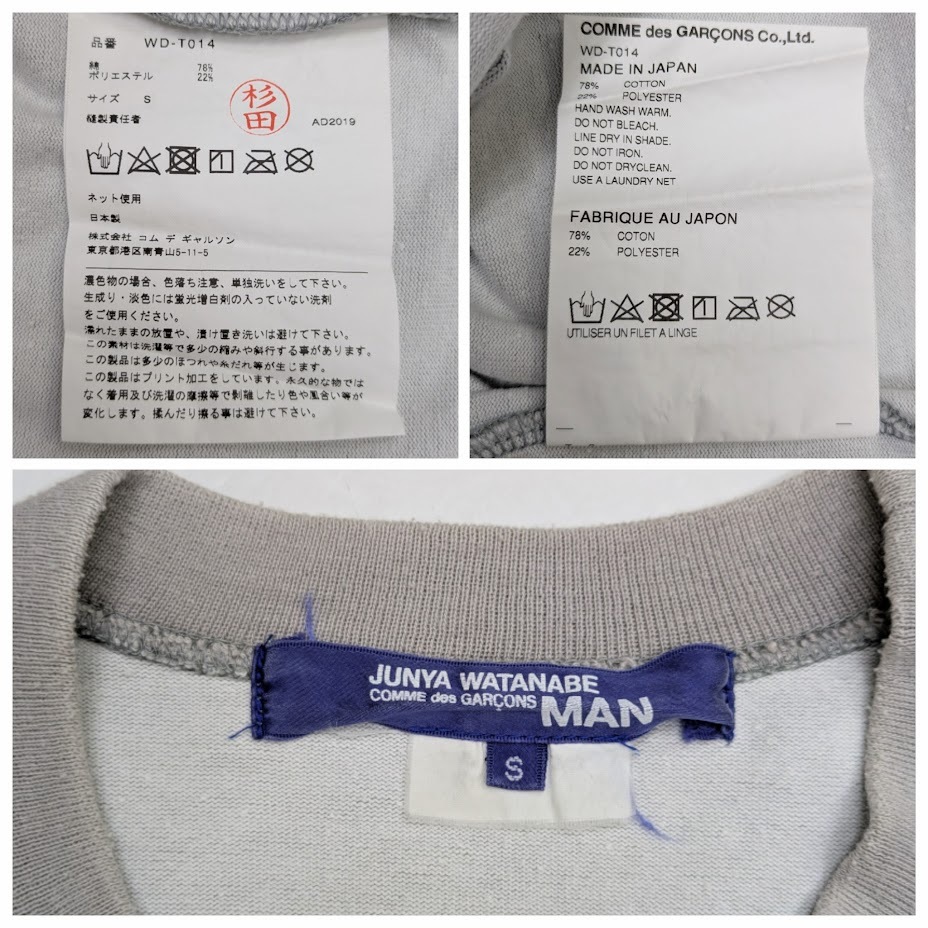 品番 WD-T014
綿 78%
ポリエステル 22%
サイズ S
縫製責任者
杉田
AD2019
ネット使用
日本製
株式会社 コム デ ギャルソン
東京都港区南青山5-11-5
濃色物の場合、色落ち注意、単独洗いをして下さい。
生成り・淡色には蛍光増白剤の入っていない洗剤
をご使用ください。
濡れたままの放置や、漬け置き洗いは避けて下さい。
この素材は洗濯等で多少の縮みや斜行する事があります。
この製品は多少のほつれや糸だれ等が生じます。
この製品はプリント加工をしています、永久的な物では
なく着用及び洗濯の摩擦等で剥離したり色や風合い等が
変化します。揉んだり擦る事は避けて下さい。
COMME des GARÇONS Co.,Ltd.
WD-T014
MADE IN JAPAN
78% COTTON
22% POLYESTER
HAND WASH WARM.
DO NOT BLEACH.
LINE DRY IN SHADE.
DO NOT IRON.
DO NOT DRYCLEAN.
USE A LAUNDRY NET
FABRIQUE AU JAPON
78% COTON
22% POLYESTER
UTILISER UN FILET A LINGE
JUNYA WATANABE
COMME des GARÇONS MAN
S